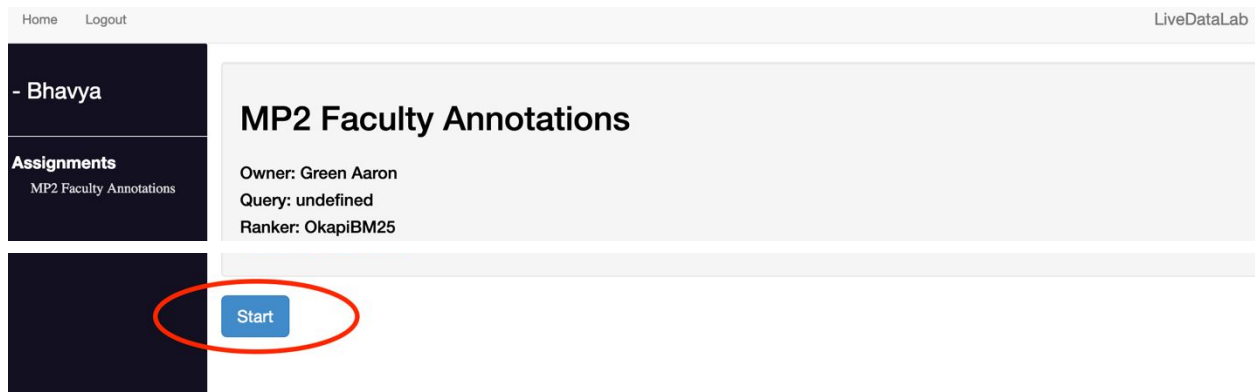 Home Logout LiveDataLab
- Bhavya
Assignments
MP2 Faculty Annotations
MP2 Faculty Annotations
Owner: Green Aaron
Query: undefined
Ranker: OkapiBM25
Start